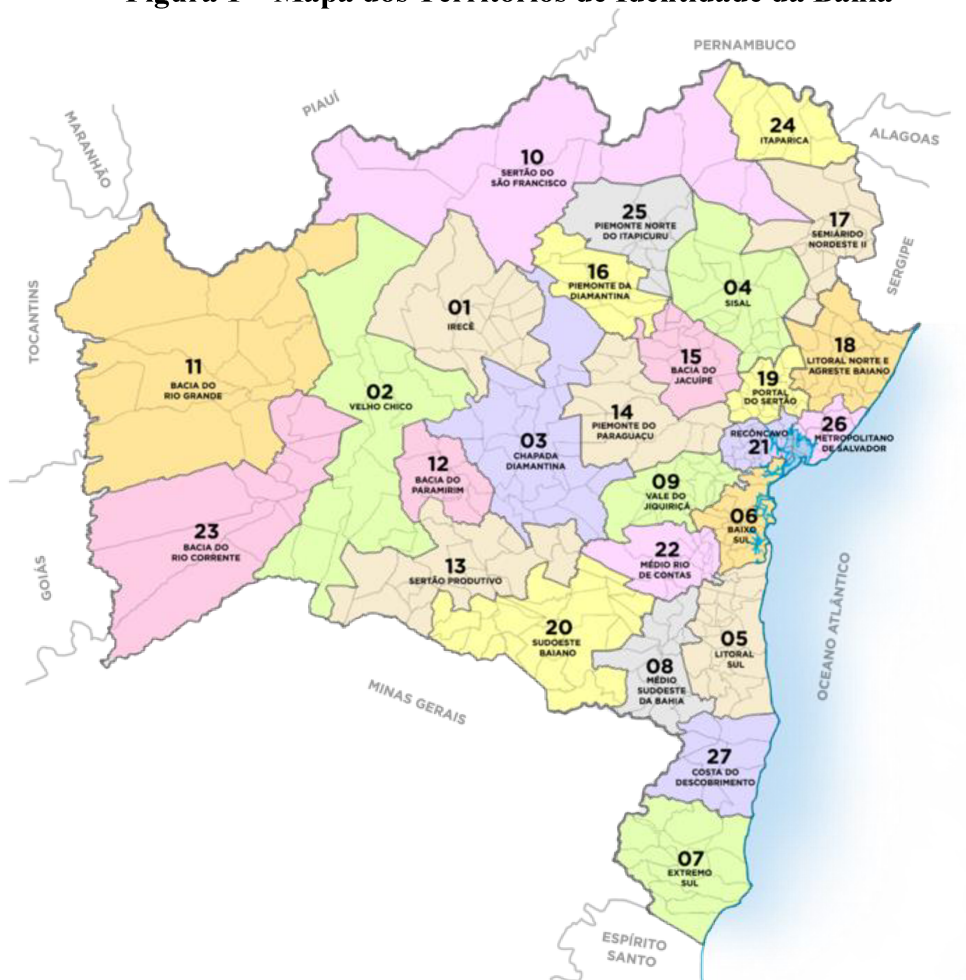 Figura 1 – Mapa dos Territórios de Identidade da Bahia
PERNAMBUCO
PIAUÍ
MARANHÃO
24
ITAPARICA
ALAGOAS
10
SERTÃO DO
SÃO FRANCISCO
25
PIEMONTE NORTE
DO ITAPICURU
17
SEMIÁRIDO
NORDESTE II
SERGIPE
TOCANTINS
16
PIEMONTE DA
DIAMANTINA
04
SISAL
01
IRECÊ
11
BACIA DO
RIO GRANDE
02
VELHO CHICO
15
BACIA DO
JACUÍPE
18
LITORAL NORTE E
AGRESTE BAIANO
19
PORTAL
DO SERTÃO
14
PIEMONTE DO
PARAGUAÇU
03
CHAPADA
DIAMANTINA
RECÔNCAVO
21
26
METROPOLITANO
DE SALVADOR
12
BACIA DO
PARAMIRIM
09
VALE DO
JIQUIRIÇÁ
06
BAIXO
SUL
23
BACIA DO
RIO CORRENTE
GOIÁS
22
MÉDIO RIO
DE CONTAS
13
SERTÃO PRODUTIVO
20
SUDOESTE
BAIANO
05
LITORAL
SUL
08
MÉDIO
SUDOESTE
DA BAHIA
OCEANO ATLÂNTICO
MINAS GERAIS
27
COSTA DO
DESCOBRIMENTO
07
EXTREMO
SUL
ESPÍRITO
SANTO